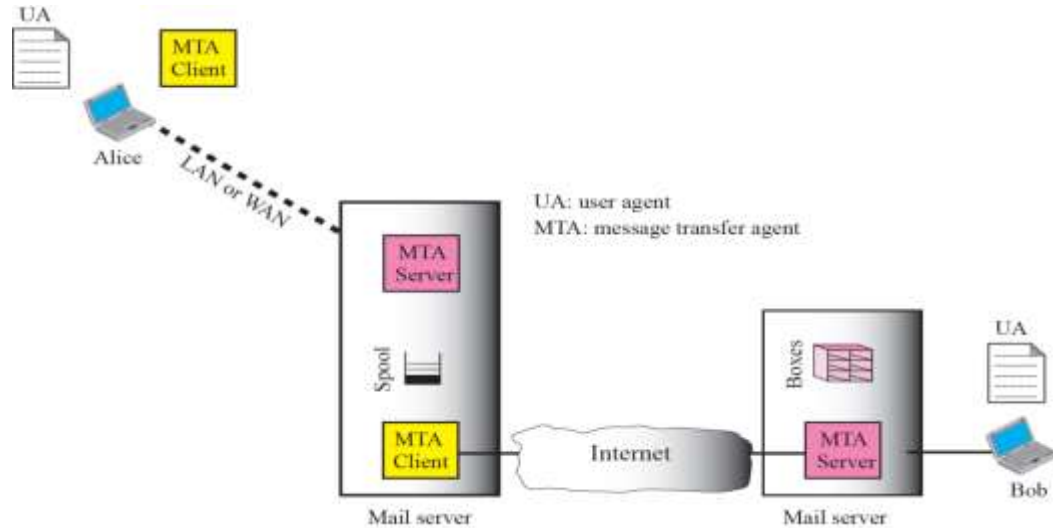 UA
MTA
Client
Alice
LAN or WAN
UA: user agent
MTA: message transfer agent
MTA
Server
Spool
MTA
Client
Mail server
Internet
Boxes
MTA
Server
Mail server
UA
Bob